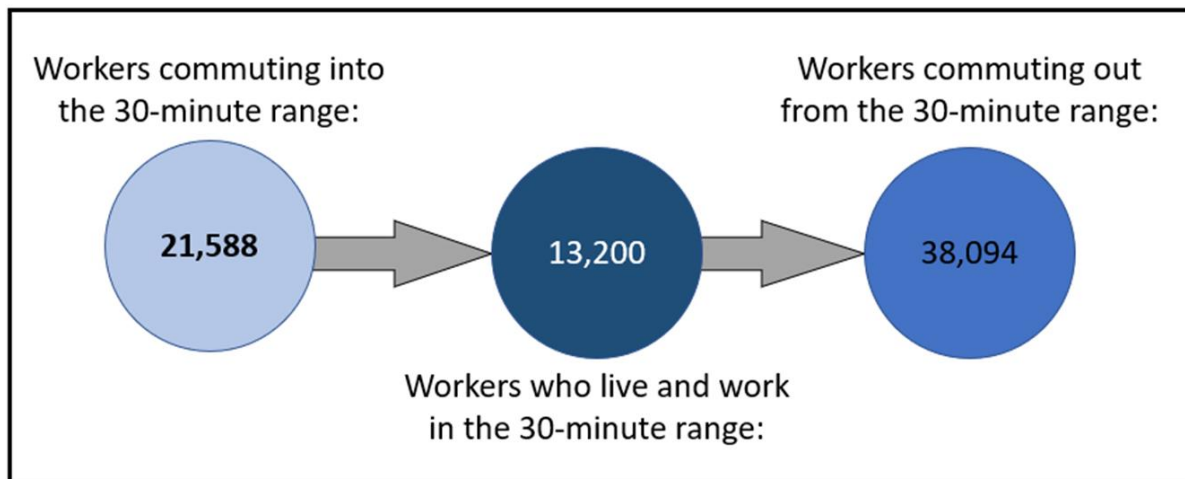 Workers commuting into
the 30-minute range:
21,588
13,200
Workers who live and work
in the 30-minute range:
Workers commuting out
from the 30-minute range:
38,094